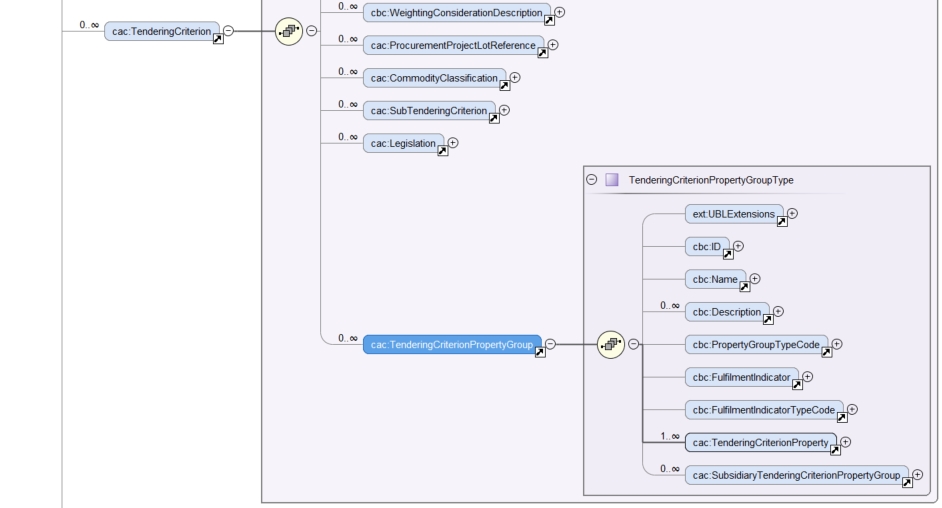 0..∞ cbc:WeightingConsiderationDescription
0..∞ cac:TenderingCriterion
0..∞ cac:ProcurementProjectLotReference
0..∞ cac:CommodityClassification
0..∞ cac:SubTenderingCriterion
0..∞ cac:Legislation
TenderingCriterionPropertyGroupType
ext:UBLExtensions
cbc:ID
cbc:Name
0..∞ cbc:Description
0..∞ cac:TenderingCriterionPropertyGroup
cbc:PropertyGroupTypeCode
cbc:FulfilmentIndicator
cbc:FulfilmentIndicatorTypeCode
1..∞ cac:TenderingCriterionProperty
0..∞ cac:SubsidiaryTenderingCriterionPropertyGroup